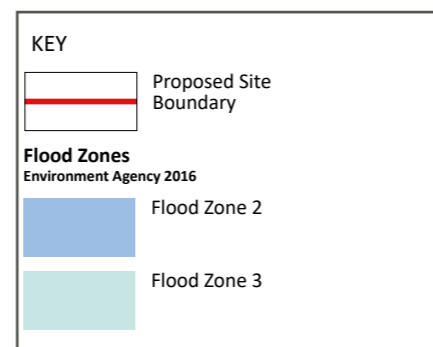 KEY
Proposed Site
Boundary
Flood Zones
Environment Agency 2016
Flood Zone 2
Flood Zone 3